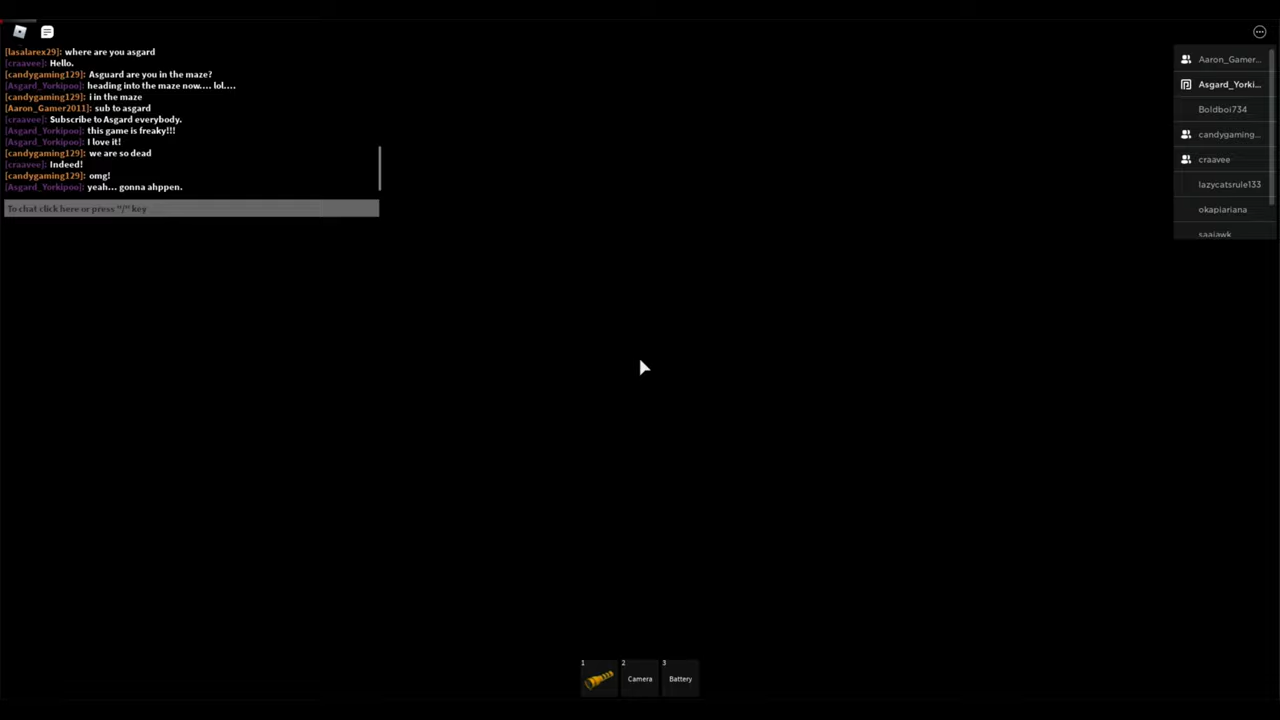 [lasalarex29]: where are you asgard
[craavee]: Hello.
[candygaming129]: Asguard are you in the maze?
[Asgard_Yorkipoo]: heading into the maze now.... lol....
[candygaming129]: i in the maze
[Aaron_Gamer2011]: sub to asgard
[craavee]: Subscribe to Asgard everybody.
[Asgard_Yorkipoo]: this game is freaky!!!
[Asgard_Yorkipoo]: I love it!
[candygaming129]: we are so dead
[craavee]: Indeed!
[candygaming129]: omg!
[Asgard_Yorkipoo]: yeah... gonna ahppen.
To chat click here or press "/" key
Aaron_Gamer...
Asgard_Yorki...
Boldboi734
candygaming...
craavee
lazycatsrule133
okapiariana
1
2 Camera
3 Battery